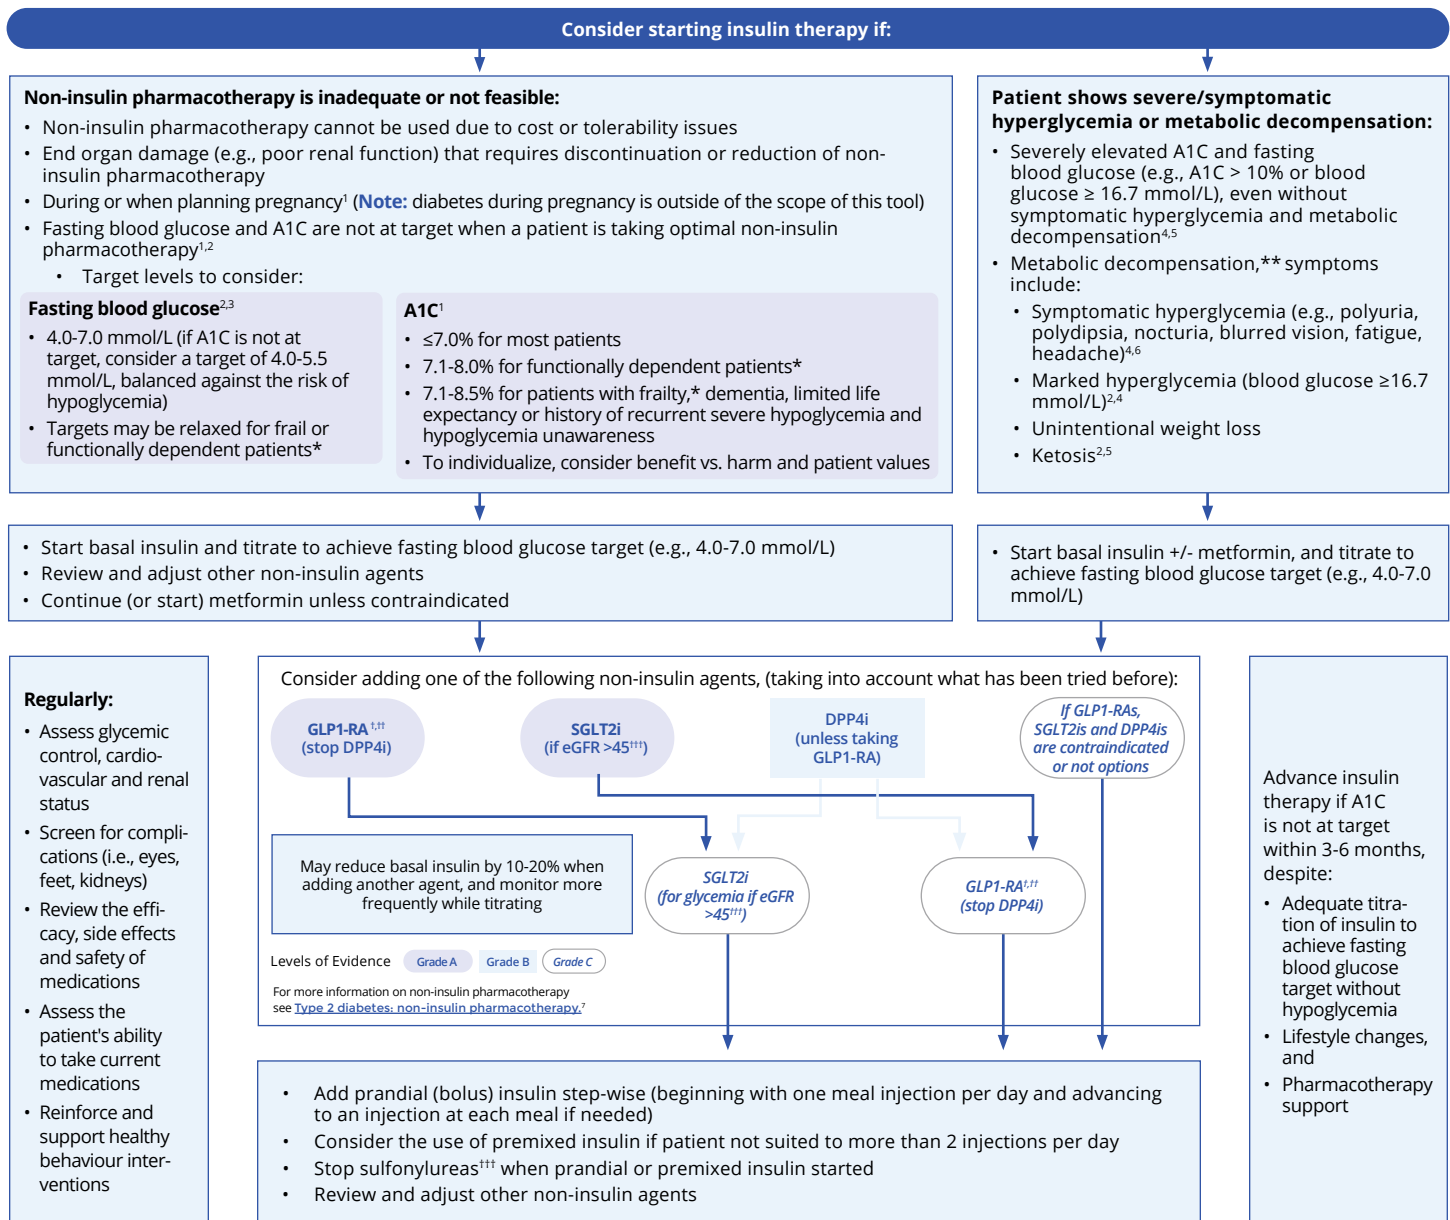 Consider starting insulin therapy if:
Non-insulin pharmacotherapy is inadequate or not feasible:
• Non-insulin pharmacotherapy cannot be used due to cost or tolerability issues
• End organ damage (e.g., poor renal function) that requires discontinuation or reduction of non-
insulin pharmacotherapy
• During or when planning pregnancy¹ (Note: diabetes during pregnancy is outside of the scope of this tool)
• Fasting blood glucose and A1C are not at target when a patient is taking optimal non-insulin
pharmacotherapy¹,²
• Target levels to consider:
Fasting blood glucose²,³
• 4.0-7.0 mmol/L (if A1C is not at
target, consider a target of 4.0-5.5
mmol/L, balanced against the risk of
hypoglycemia)
• Targets may be relaxed for frail or
functionally dependent patients*
A1C¹
• ≤7.0% for most patients
• 7.1-8.0% for functionally dependent patients*
• 7.1-8.5% for patients with frailty,* dementia, limited life
expectancy or history of recurrent severe hypoglycemia and
hypoglycemia unawareness
• To individualize, consider benefit vs. harm and patient values
Patient shows severe/symptomatic
hyperglycemia or metabolic decompensation:
• Severely elevated A1C and fasting
blood glucose (e.g., A1C > 10% or blood
glucose ≥ 16.7 mmol/L), even without
symptomatic hyperglycemia and metabolic
decompensation⁴,⁵
• Metabolic decompensation,** symptoms
include:
• Symptomatic hyperglycemia (e.g., polyuria,
polydipsia, nocturia, blurred vision, fatigue,
headache)⁴,⁶
• Marked hyperglycemia (blood glucose ≥16.7
mmol/L)²,⁴
• Unintentional weight loss
• Ketosis²,⁵
• Start basal insulin and titrate to achieve fasting blood glucose target (e.g., 4.0-7.0 mmol/L)
• Review and adjust other non-insulin agents
• Continue (or start) metformin unless contraindicated
• Start basal insulin +/- metformin, and titrate to
achieve fasting blood glucose target (e.g., 4.0-7.0
mmol/L)
Regularly:
• Assess glycemic
control, cardio-
vascular and renal
status
• Screen for compli-
cations (i.e., eyes,
feet, kidneys)
• Review the effi-
cacy, side effects
and safety of
medications
• Assess the
patient's ability
to take current
medications
• Reinforce and
support healthy
behaviour inter-
ventions
Consider adding one of the following non-insulin agents, (taking into account what has been tried before):
GLP1-RA†,††
(stop DPP4i)
SGLT2i
(if eGFR >45†††)
DPP4i
(unless taking
GLP1-RA)
If GLP1-RAs,
SGLT2is and DPP4is
are contraindicated
or not options
May reduce basal insulin by 10-20% when
adding another agent, and monitor more
frequently while titrating
SGLT2i
(for glycemia if eGFR
>45†††)
GLP1-RA†,††
(stop DPP4i)
Levels of Evidence Grade A Grade B Grade C
For more information on non-insulin pharmacotherapy
see Type 2 diabetes: non-insulin pharmacotherapy.⁷
Advance insulin
therapy if A1C
is not at target
within 3-6 months,
despite:
• Adequate titra-
tion of insulin to
achieve fasting
blood glucose
target without
hypoglycemia
• Lifestyle changes,
and
• Pharmacotherapy
support
• Add prandial (bolus) insulin step-wise (beginning with one meal injection per day and advancing
to an injection at each meal if needed)
• Consider the use of premixed insulin if patient not suited to more than 2 injections per day
• Stop sulfonylureas††† when prandial or premixed insulin started
• Review and adjust other non-insulin agents